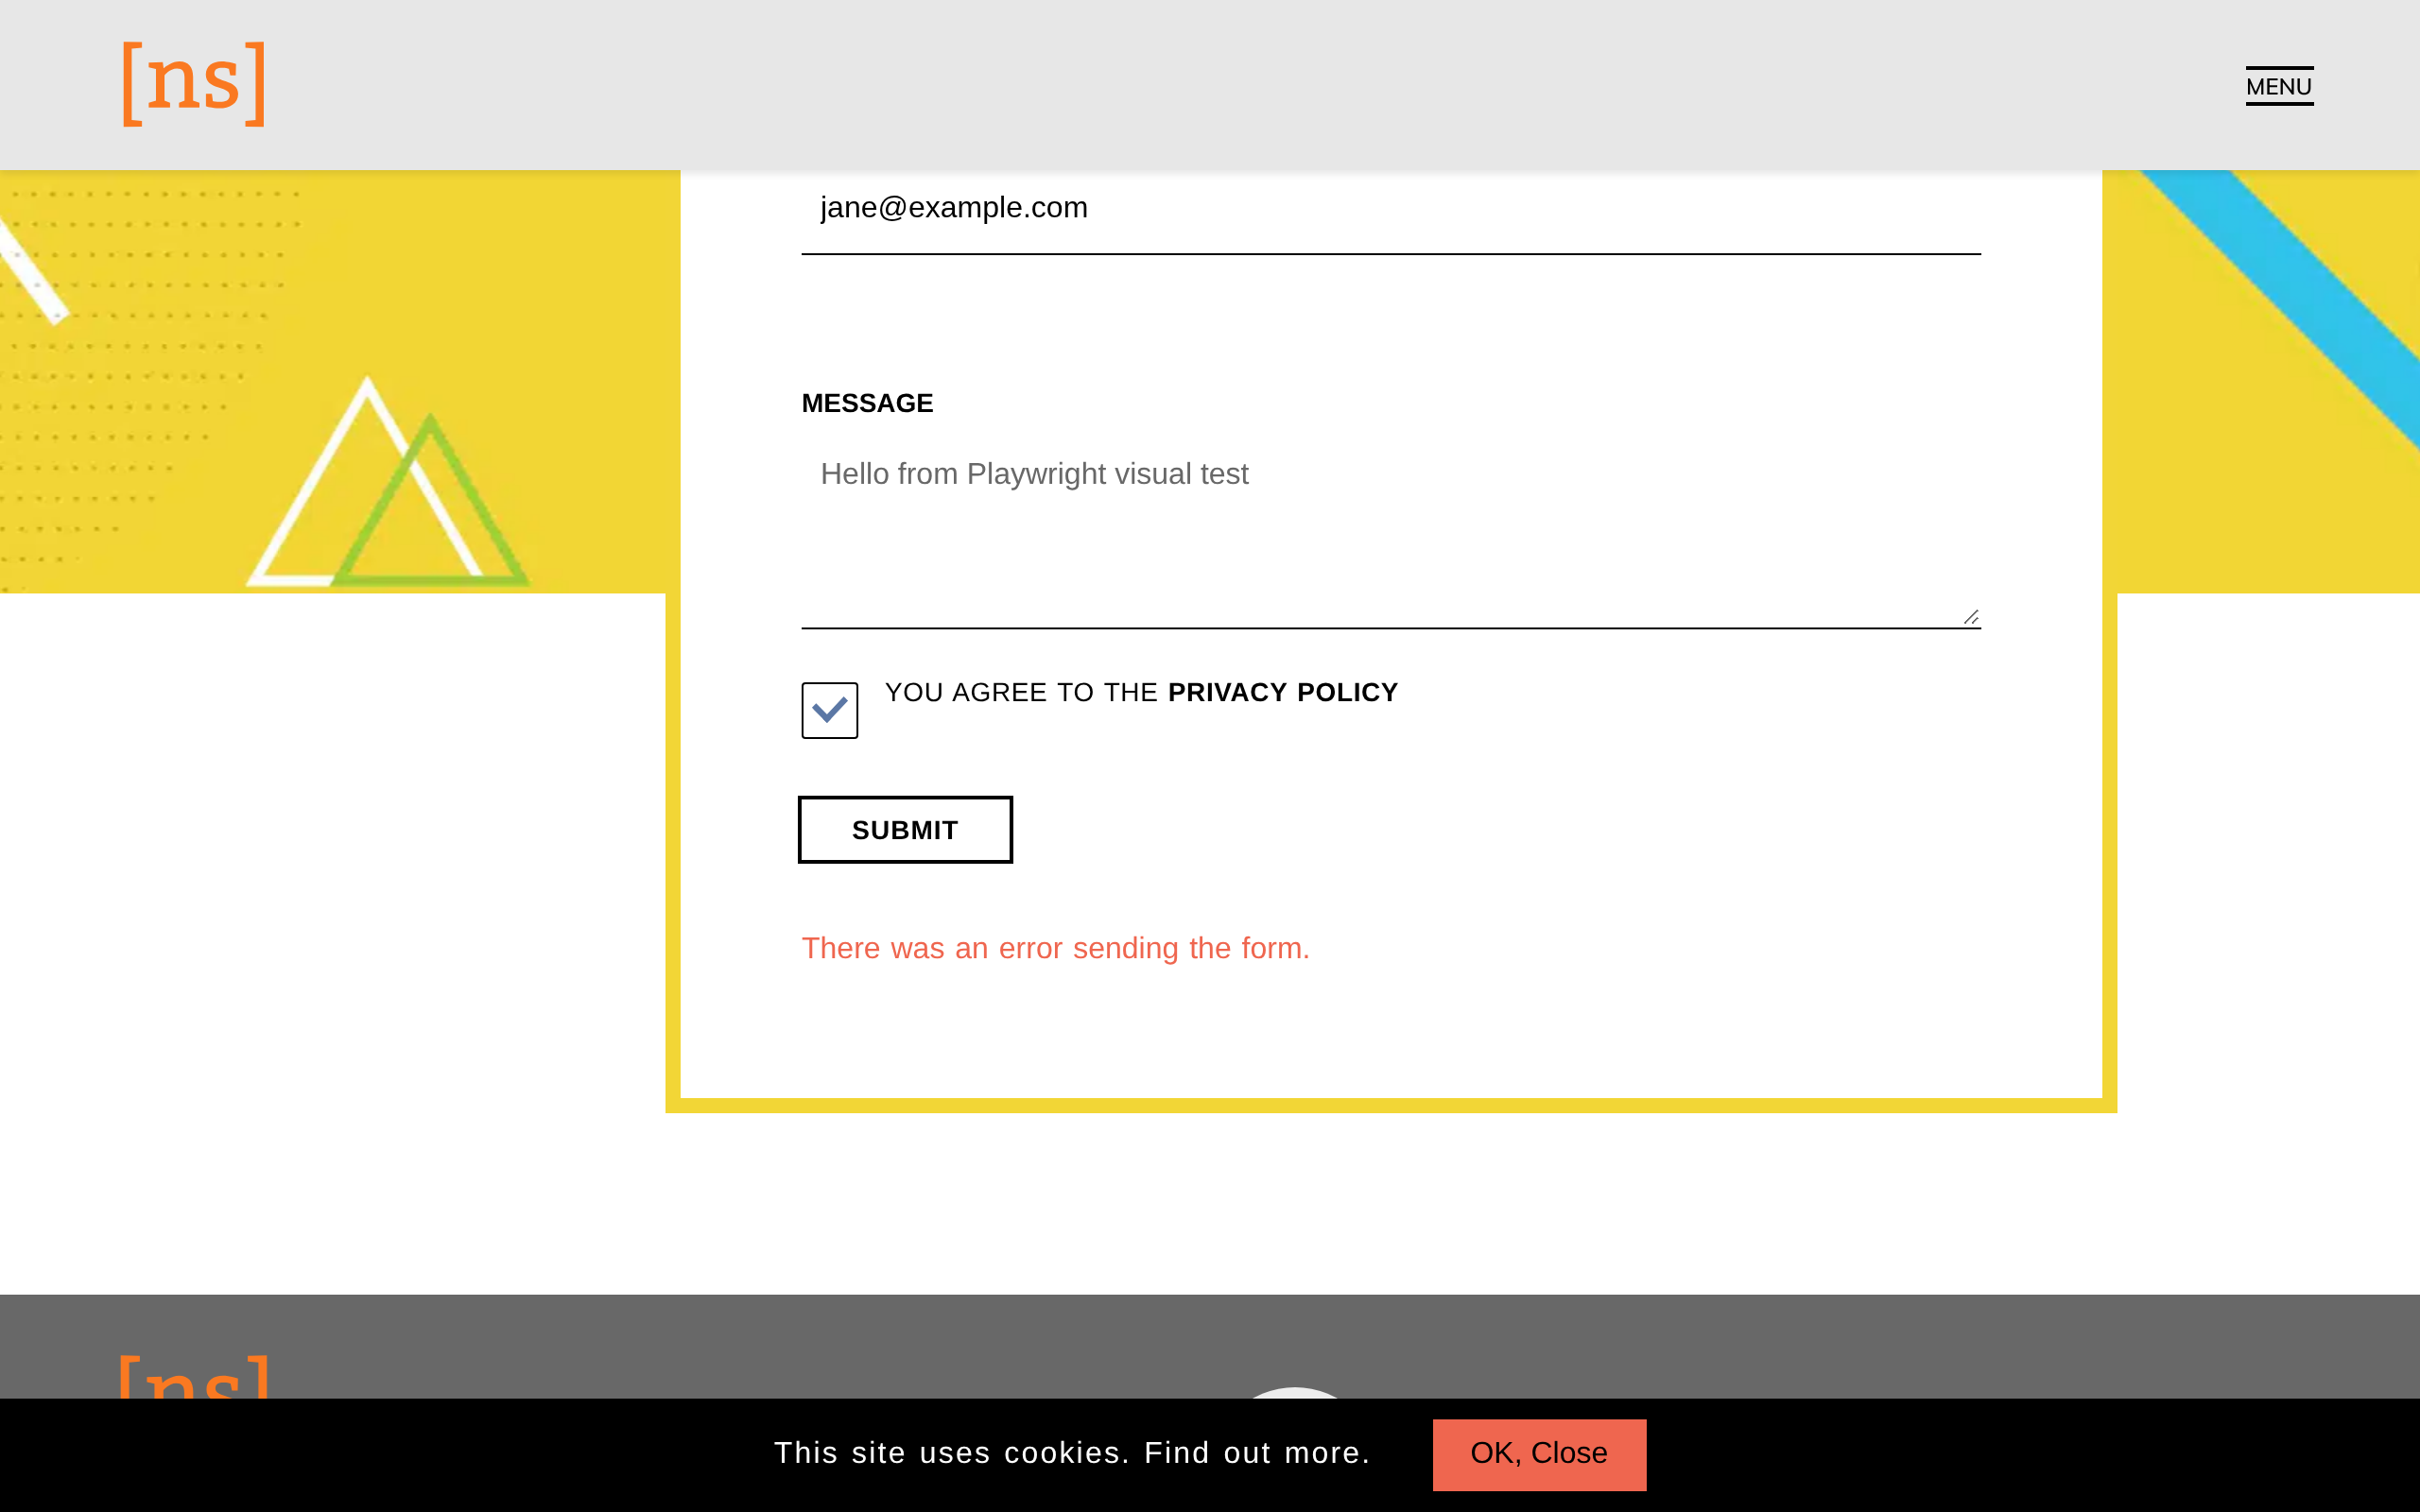 [ns]
MENU
jane@example.com
MESSAGE
Hello from Playwright visual test
YOU AGREE TO THE PRIVACY POLICY
SUBMIT
There was an error sending the form.
[ns]
This site uses cookies. Find out more.
OK, Close